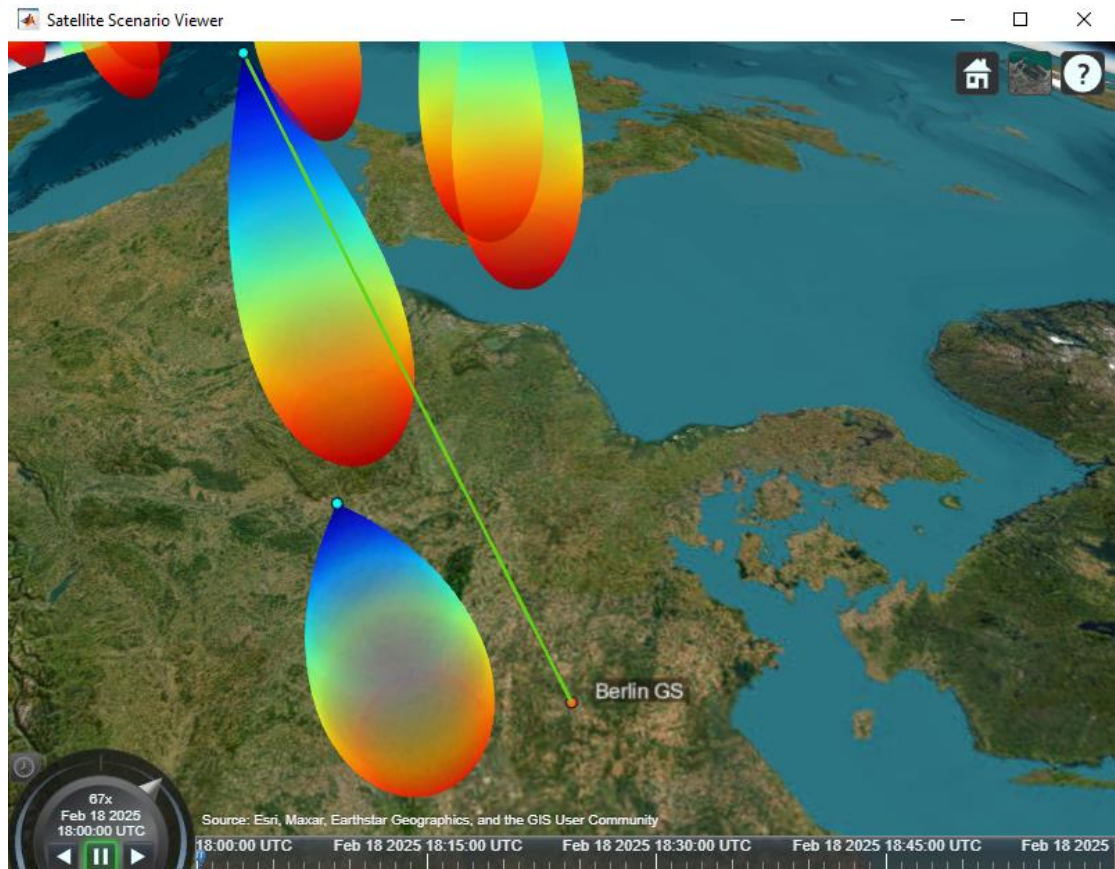 Satellite Scenario Viewer
?
Berlin GS
67x
Feb 18 2025
18:00:00 UTC
Source: Esri, Maxar, Earthstar Geographics, and the GIS User Community
18:00:00 UTC Feb 18 2025 18:15:00 UTC Feb 18 2025 18:30:00 UTC Feb 18 2025 18:45:00 UTC Feb 18 2025